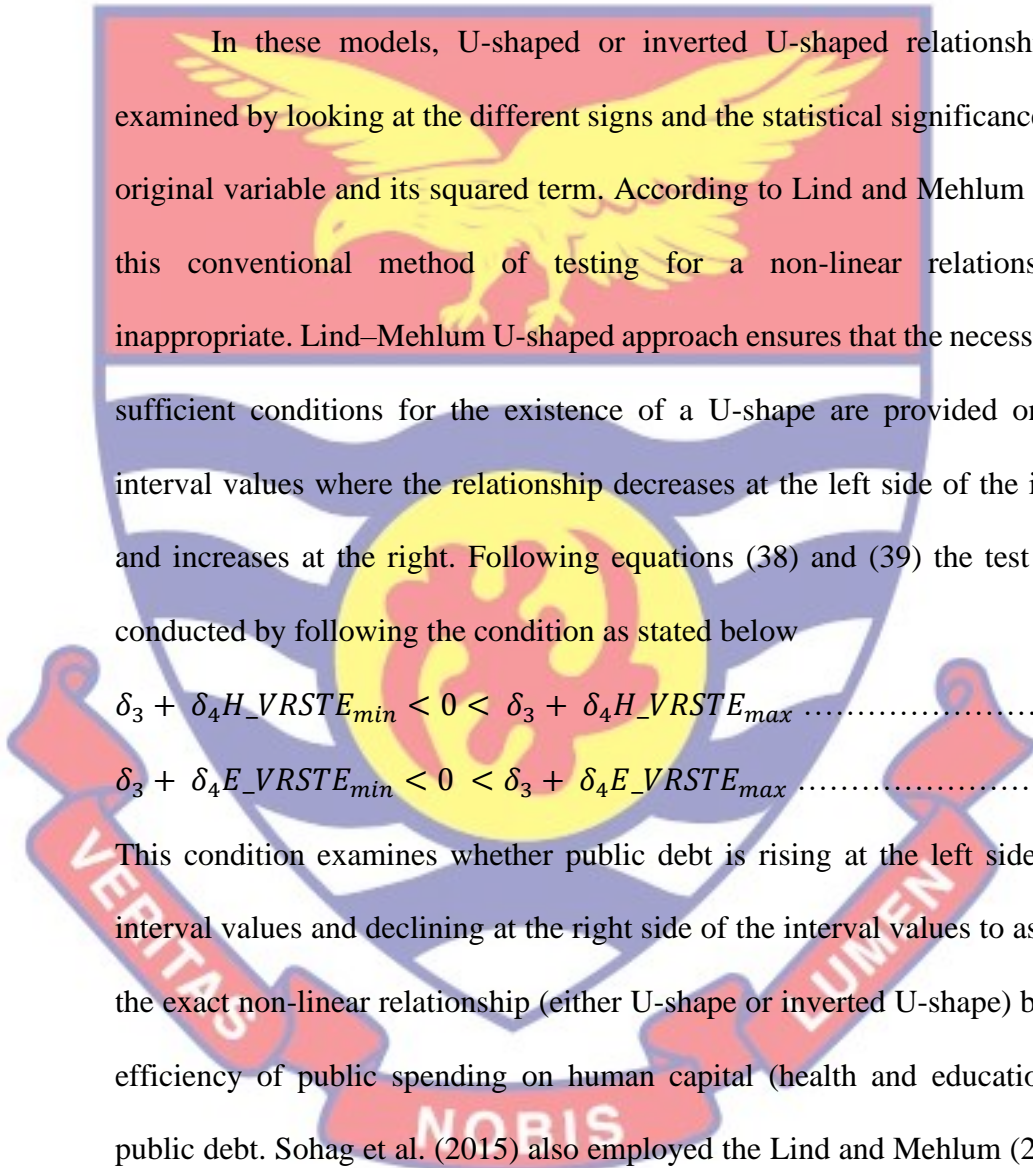 In these models, U-shaped or inverted U-shaped
examined by looking at the different signs and the statistical significance
original variable and its squared term. According to Lind and Mehlum
this conventional method of testing for a non-linear
inappropriate. Lind–Mehlum U-shaped approach ensures that the
sufficient conditions for the existence of a U-shape are provided
interval values where the relationship decreases at the left side of the
and increases at the right. Following equations (38) and (39) the test
conducted by following the condition as stated below
δ₃ + δ₄H_VRSTEₘᵢₙ < 0 < δ₃ + δ₄H_VRSTEₘₐₓ ........................
δ₃ + δ₄E_VRSTEₘᵢₙ < 0 < δ₃ + δ₄E_VRSTEₘₐₓ ........................
This condition examines whether public debt is rising at the left side
interval values and declining at the right side of the interval values to
the exact non-linear relationship (either U-shape or inverted U-shape)
efficiency of public spending on human capital (health and
public debt. Sohag et al. (2015) also employed the Lind and Mehlum (2
VERITAS
NOBIS
LUMEN